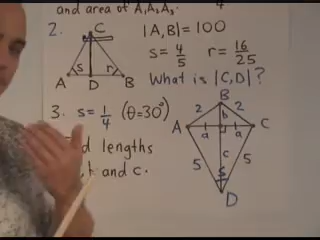 and area of A₁A₂A₃
2.
C
|A,B| = 100
s = 4/5 r = 16/25
s r
A D B
What is |C,D|?
3. s = 1/4 (θ=30°)
lengths
and c.
B
2 b 2
A a a C
c
5 s 5
D